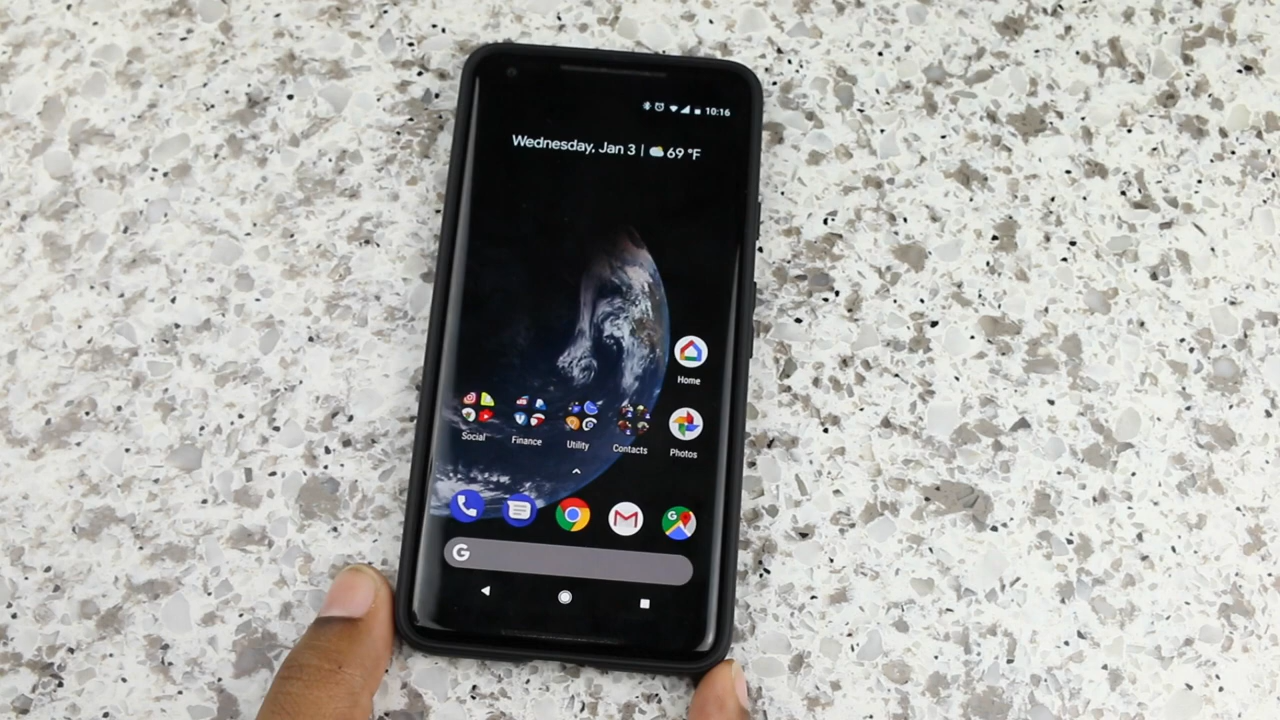 10:16
Wednesday, Jan 3 | 69 °F
Home
Social
Finance
Utility
Contacts
Photos
G